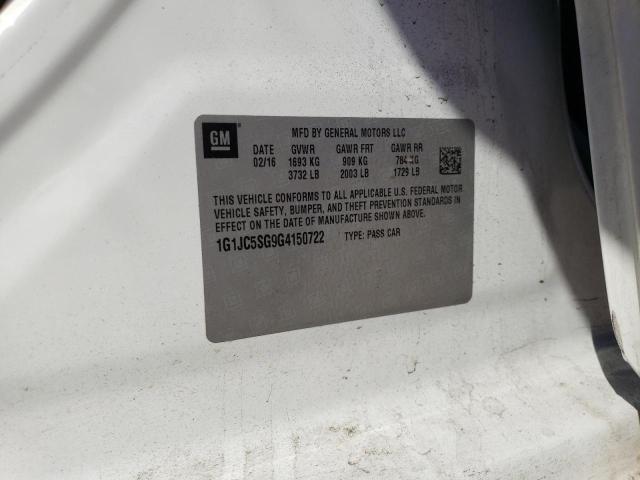 GM
MFD BY GENERAL MOTORS LLC
DATE GVWR GAWR FRT GAWR RR
02/16 1693 KG 909 KG 784 KG
3732 LB 2003 LB 1729 LB
THIS VEHICLE CONFORMS TO ALL APPLICABLE U.S. FEDERAL MOTOR
VEHICLE SAFETY, BUMPER, AND THEFT PREVENTION STANDARDS IN
EFFECT ON THE DATE OF MANUFACTURE SHOWN ABOVE.
1G1JC5SG9G4150722 TYPE: PASS CAR